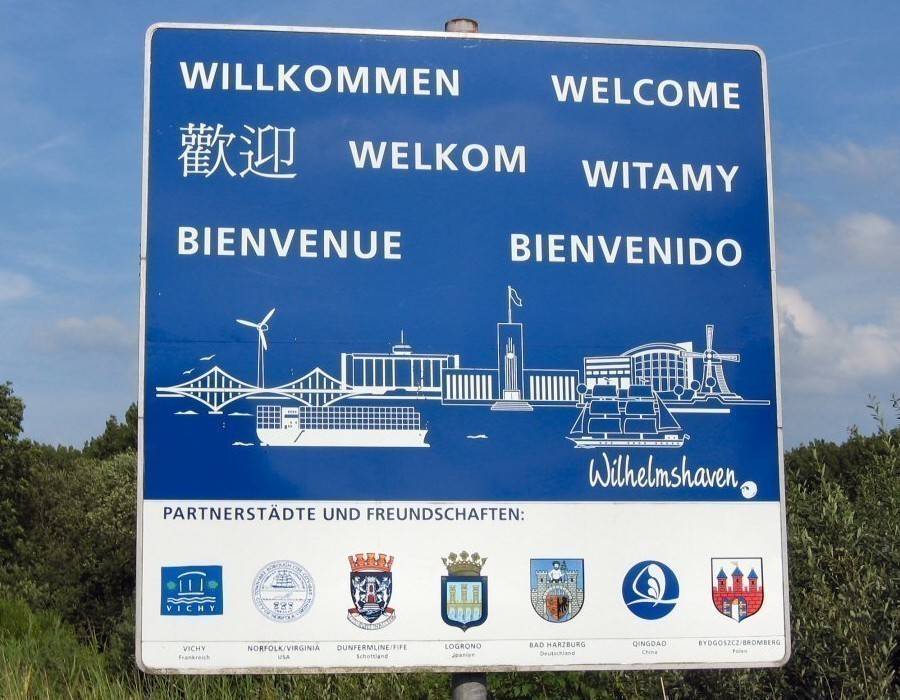 WILLKOMMEN WELCOME
歡迎 WELKOM WITAMY
BIENVENUE BIENVENIDO
Wilhelmshaven
PARTNERSTÄDTE UND FREUNDSCHAFTEN:
VICHY
VICHY NORFOLK/VIRGINIA DUNFERMLINE/FIFE LOGRONO BAD HARZBURG QINGDAO BYDGOSZCZ/BROMBERG
Frankreich USA Schottland Spanien Deutschland China Polen